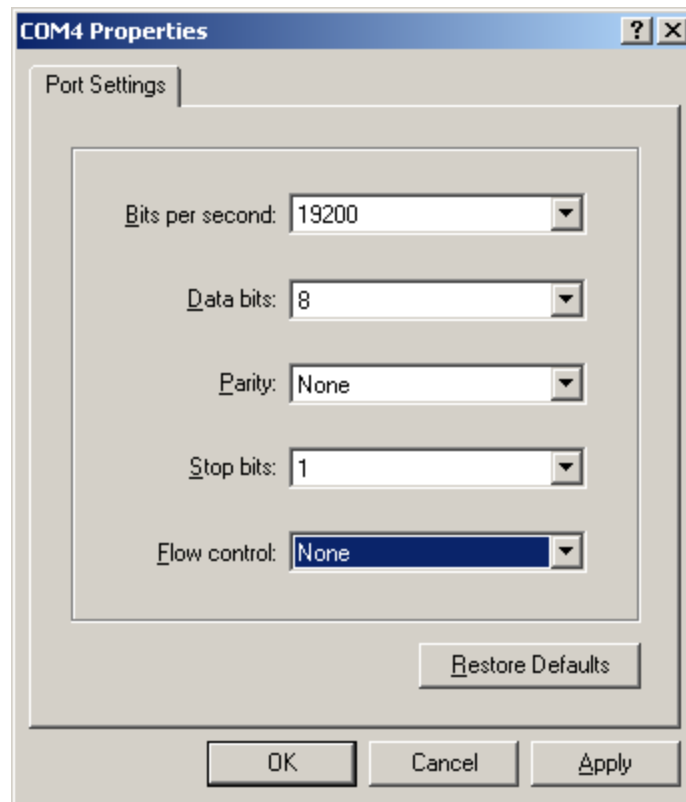 COM4 Properties
Port Settings
Bits per second: 19200
Data bits: 8
Parity: None
Stop bits: 1
Flow control: None
Restore Defaults
OK Cancel Apply